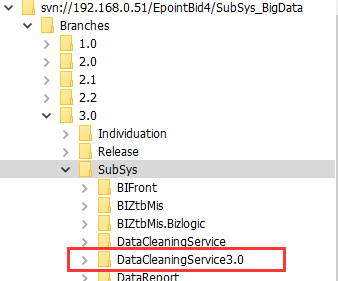 svn://192.168.0.51/EpointBid4/SubSys_BigData
Branches
1.0
2.0
2.1
2.2
3.0
Individuation
Release
SubSys
BIFront
BIZtbMis
BIZtbMis.Bizlogic
DataCleaningService
DataCleaningService3.0
DataReport